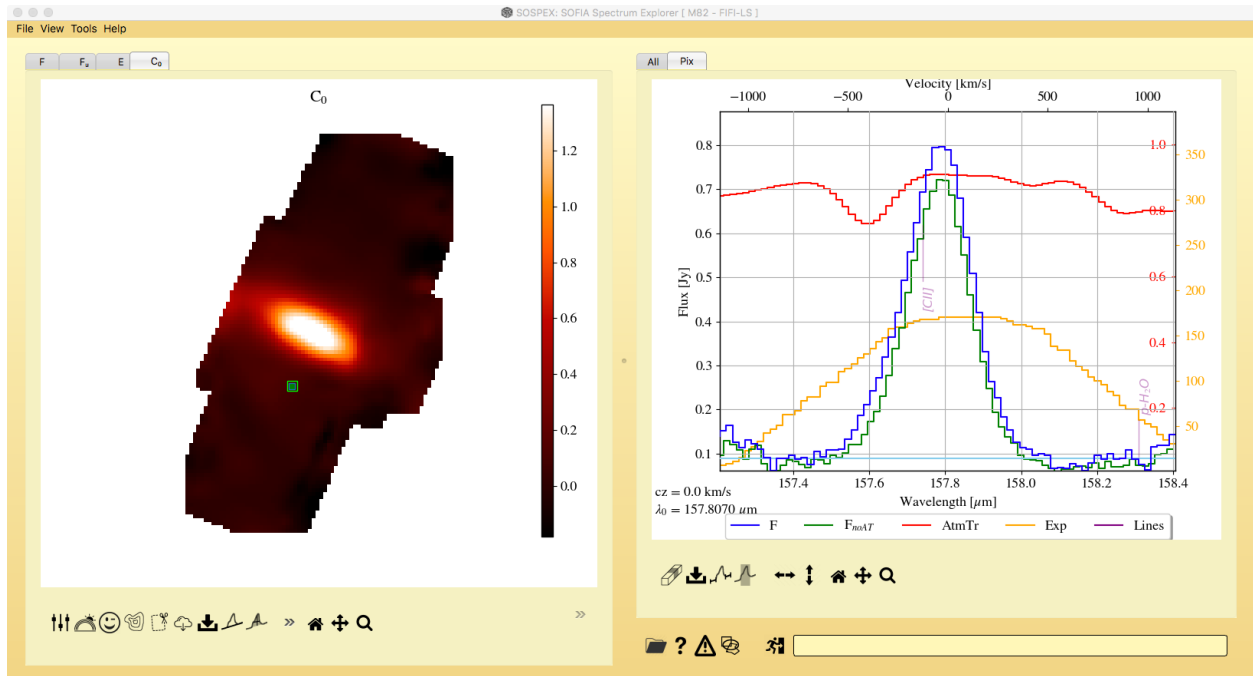 SOSPEX: SOFIA Spectrum Explorer [ M82 - FIFI-LS ]
File View Tools Help
F Fᵤ E C₀
C₀
1.2
1.0
0.8
0.6
0.4
0.2
0.0
All Pix
Velocity [km/s]
−1000 −500 0 500 1000
0.8
0.7
0.6
0.5
0.4
0.3
0.2
0.1
Flux [Jy]
[CII]
p-H₂O
1.0
0.8
0.6
0.4
0.2
350
300
250
200
150
100
50
157.4 157.6 157.8 158.0 158.2 158.4
Wavelength [μm]
cz = 0.0 km/s
λ₀ = 157.8070 μm
F FₙₒAT AtmTr Exp Lines
» »
?